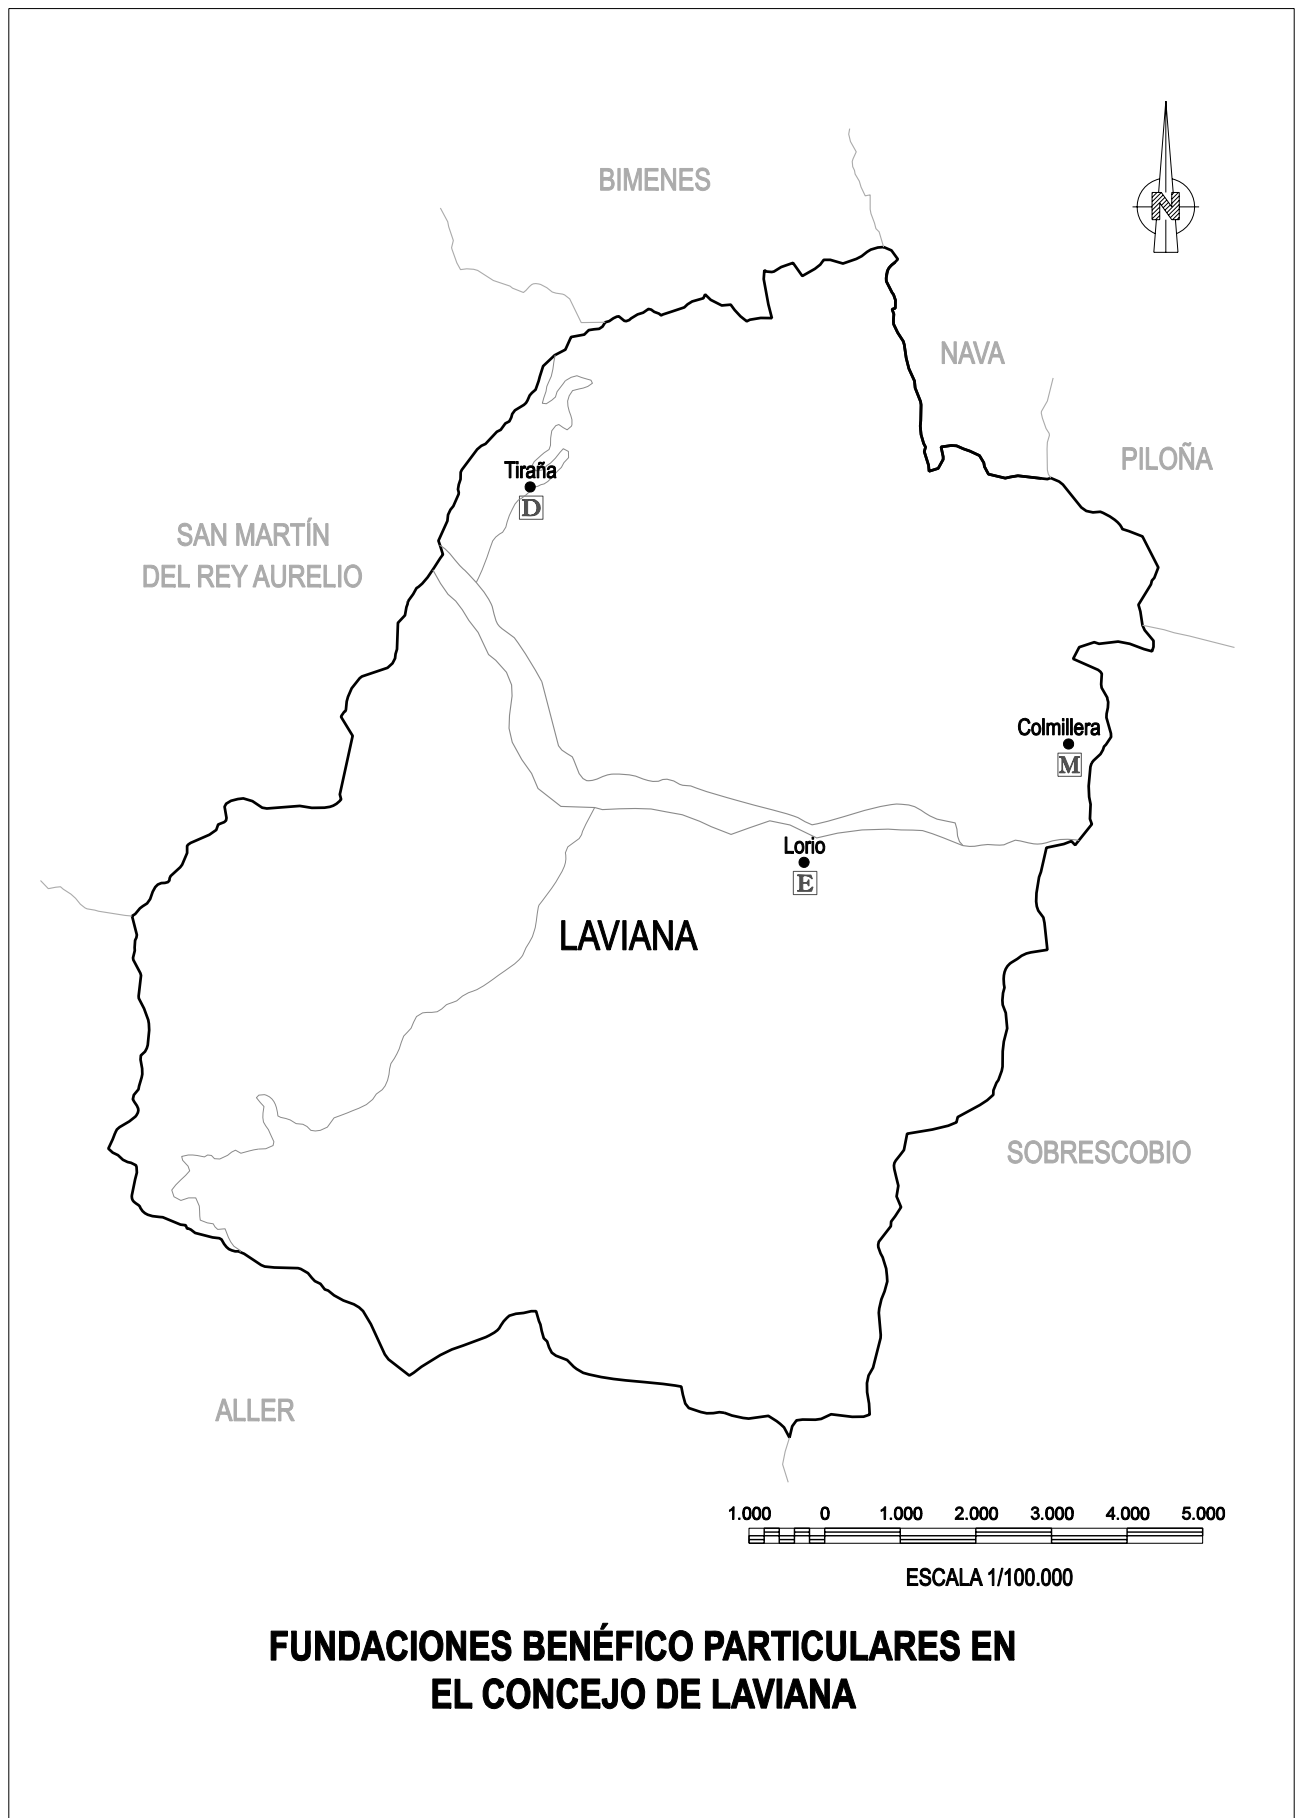 BIMENES
N
NAVA
PILOÑA
Tiraña
D
SAN MARTÍN
DEL REY AURELIO
Colmillera
M
Lorio
E
LAVIANA
SOBRESCOBIO
ALLER
1.000 0 1.000 2.000 3.000 4.000 5.000
ESCALA 1/100.000
FUNDACIONES BENÉFICO PARTICULARES EN
EL CONCEJO DE LAVIANA